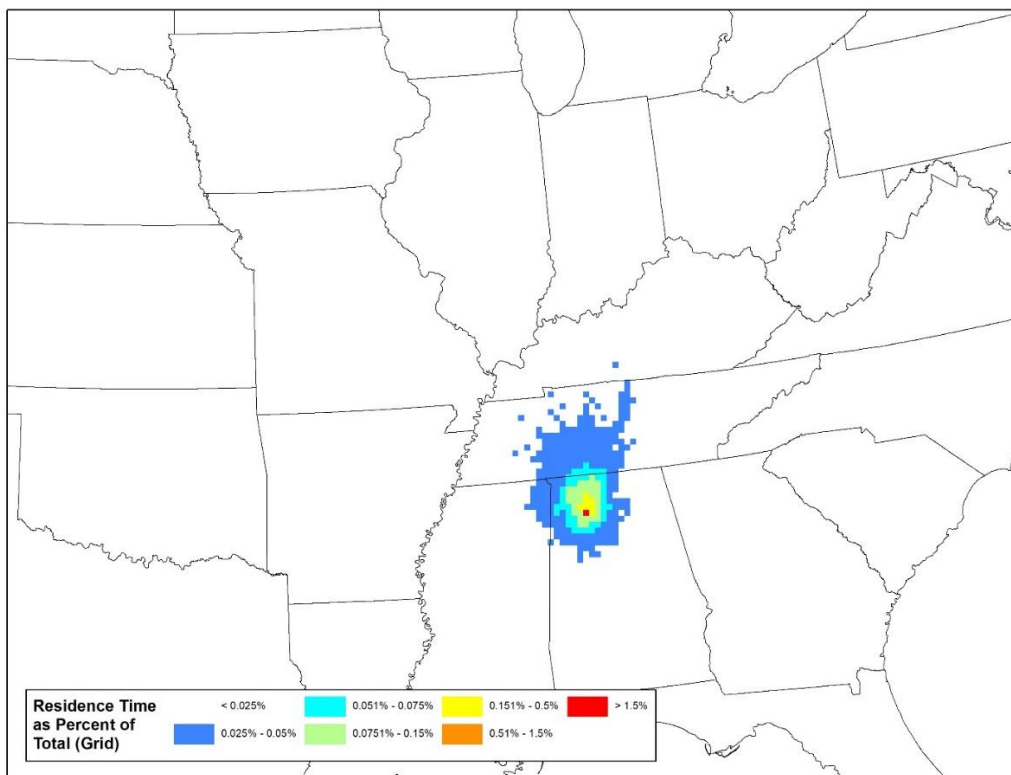 Residence Time
as Percent of
Total (Grid)
< 0.025%
0.051% - 0.075%
0.151% - 0.5%
> 1.5%
0.025% - 0.05%
0.0751% - 0.15%
0.51% - 1.5%